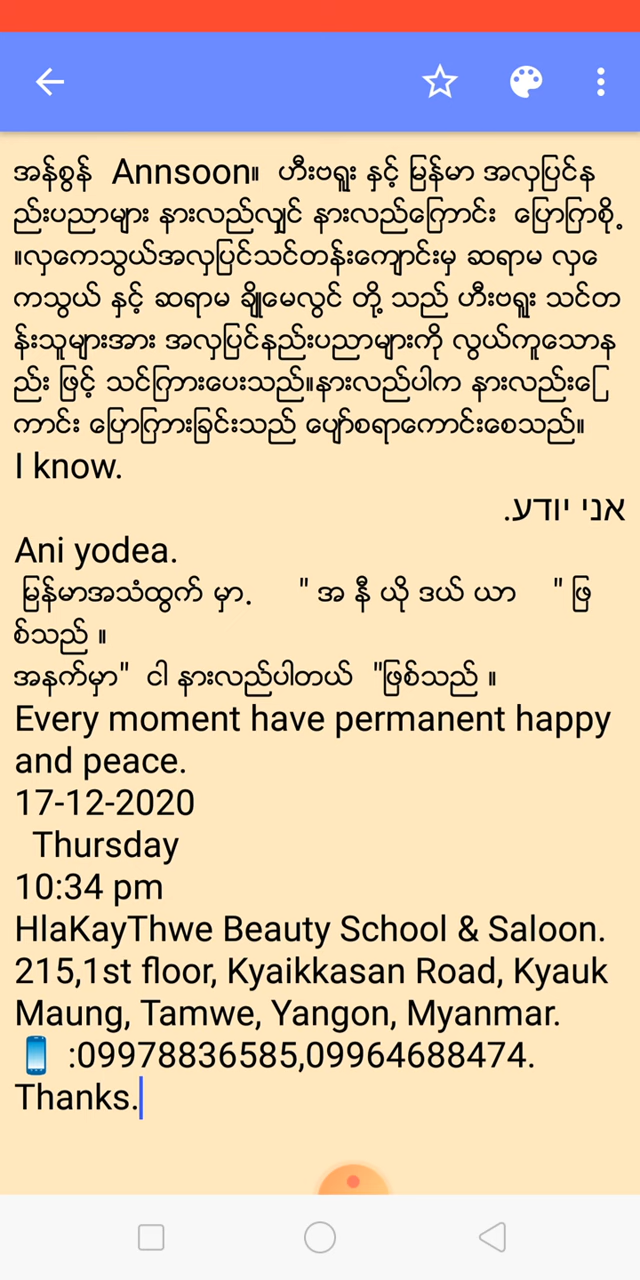 အန်စွန်  Annsoon။  ဟီးဗရူး နှင့် မြန်မာ အလှပြင်န
ည်းပညာများ နားလည်လျှင် နားလည်ကြောင်း  ပြောကြာစို့
။လှကေသွယ်အလှပြင်သင်တန်းကျောင်းမှ ဆရာမ လှေ
ကသွယ် နှင့် ဆရာမ ချိုမေလွင် တို့ သည် ဟီးဗရူး သင်တ
န်းသူများအား အလှပြင်နည်းပညာများကို လွယ်ကူသောန
ည်း ဖြင့် သင်ကြားပေးသည်။နားလည်ပါက နားလည်းြေ
ကာင်း ပြောကြားခြင်းသည် ပျော်စရာကောင်းစေသည်။
I know.
אני יודע.
Ani yodea.
မြန်မာအသံထွက် မှာ.     " အ နီ ယို ဒယ် ယာ    " ဖြ
စ်သည် ။
အနက်မှာ"  ငါ နားလည်ပါတယ်  "ဖြစ်သည် ။
Every moment have permanent happy
and peace.
17-12-2020
Thursday
10:34 pm
HlaKayThwe Beauty School & Saloon.
215,1st floor, Kyaikkasan Road, Kyauk
Maung, Tamwe, Yangon, Myanmar.
📱 :09978836585,09964688474.
Thanks.